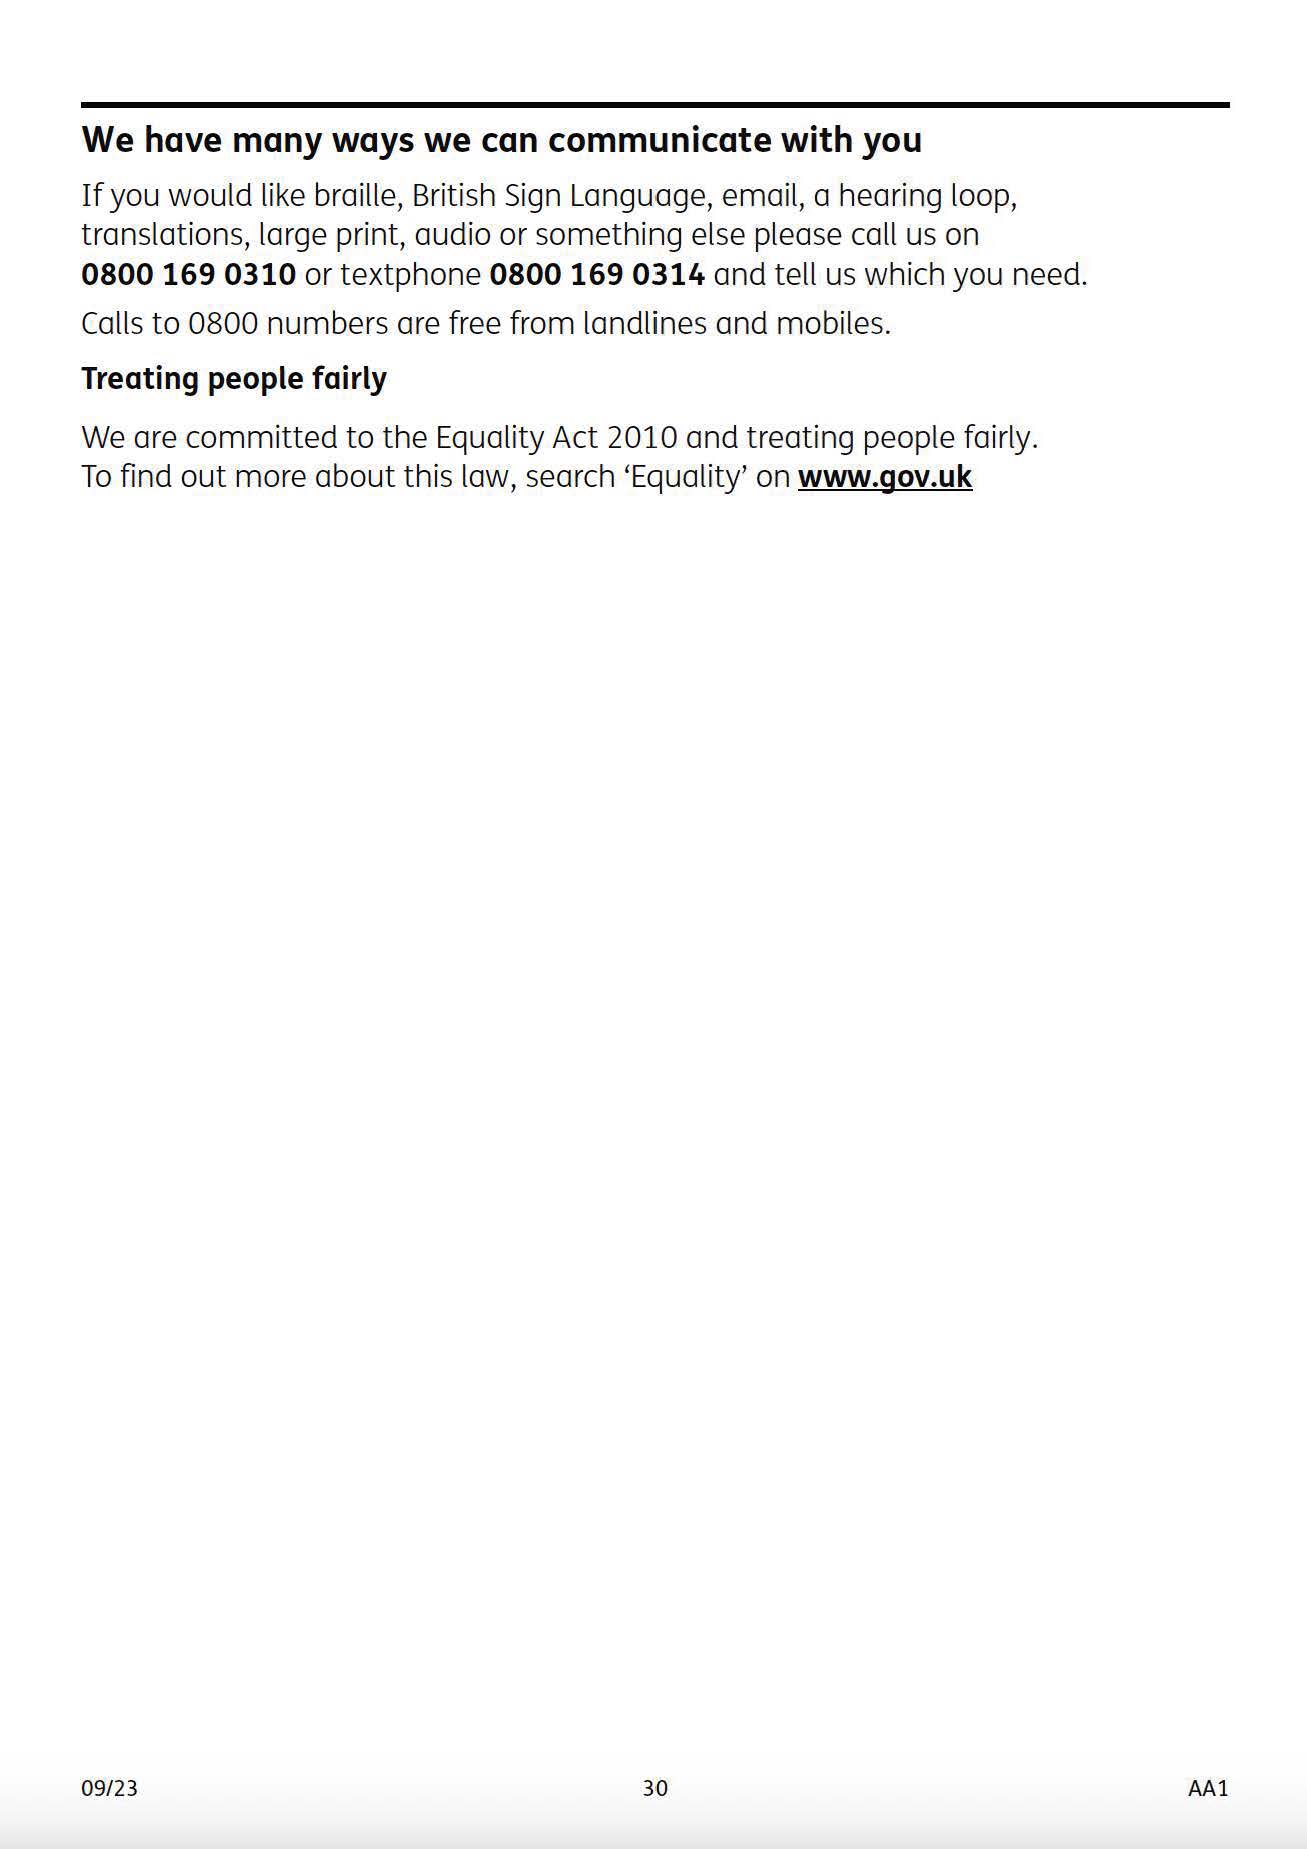 We have many ways we can communicate with you
If you would like braille, British Sign Language, email, a hearing loop,
translations, large print, audio or something else please call us on
0800 169 0310 or textphone 0800 169 0314 and tell us which you need.
Calls to 0800 numbers are free from landlines and mobiles.
Treating people fairly
We are committed to the Equality Act 2010 and treating people fairly.
To find out more about this law, search ‘Equality’ on www.gov.uk
09/23 30 AA1